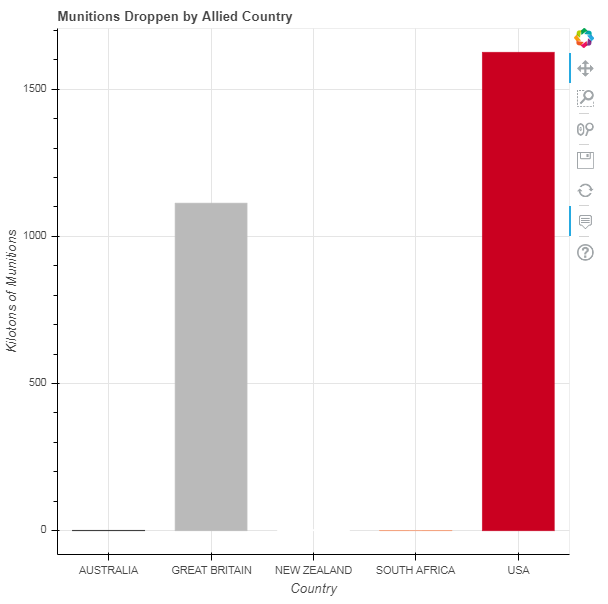 Munitions Droppen by Allied Country
1500
1000
500
0
Kilotons of Munitions
AUSTRALIA
GREAT BRITAIN
NEW ZEALAND
SOUTH AFRICA
USA
Country